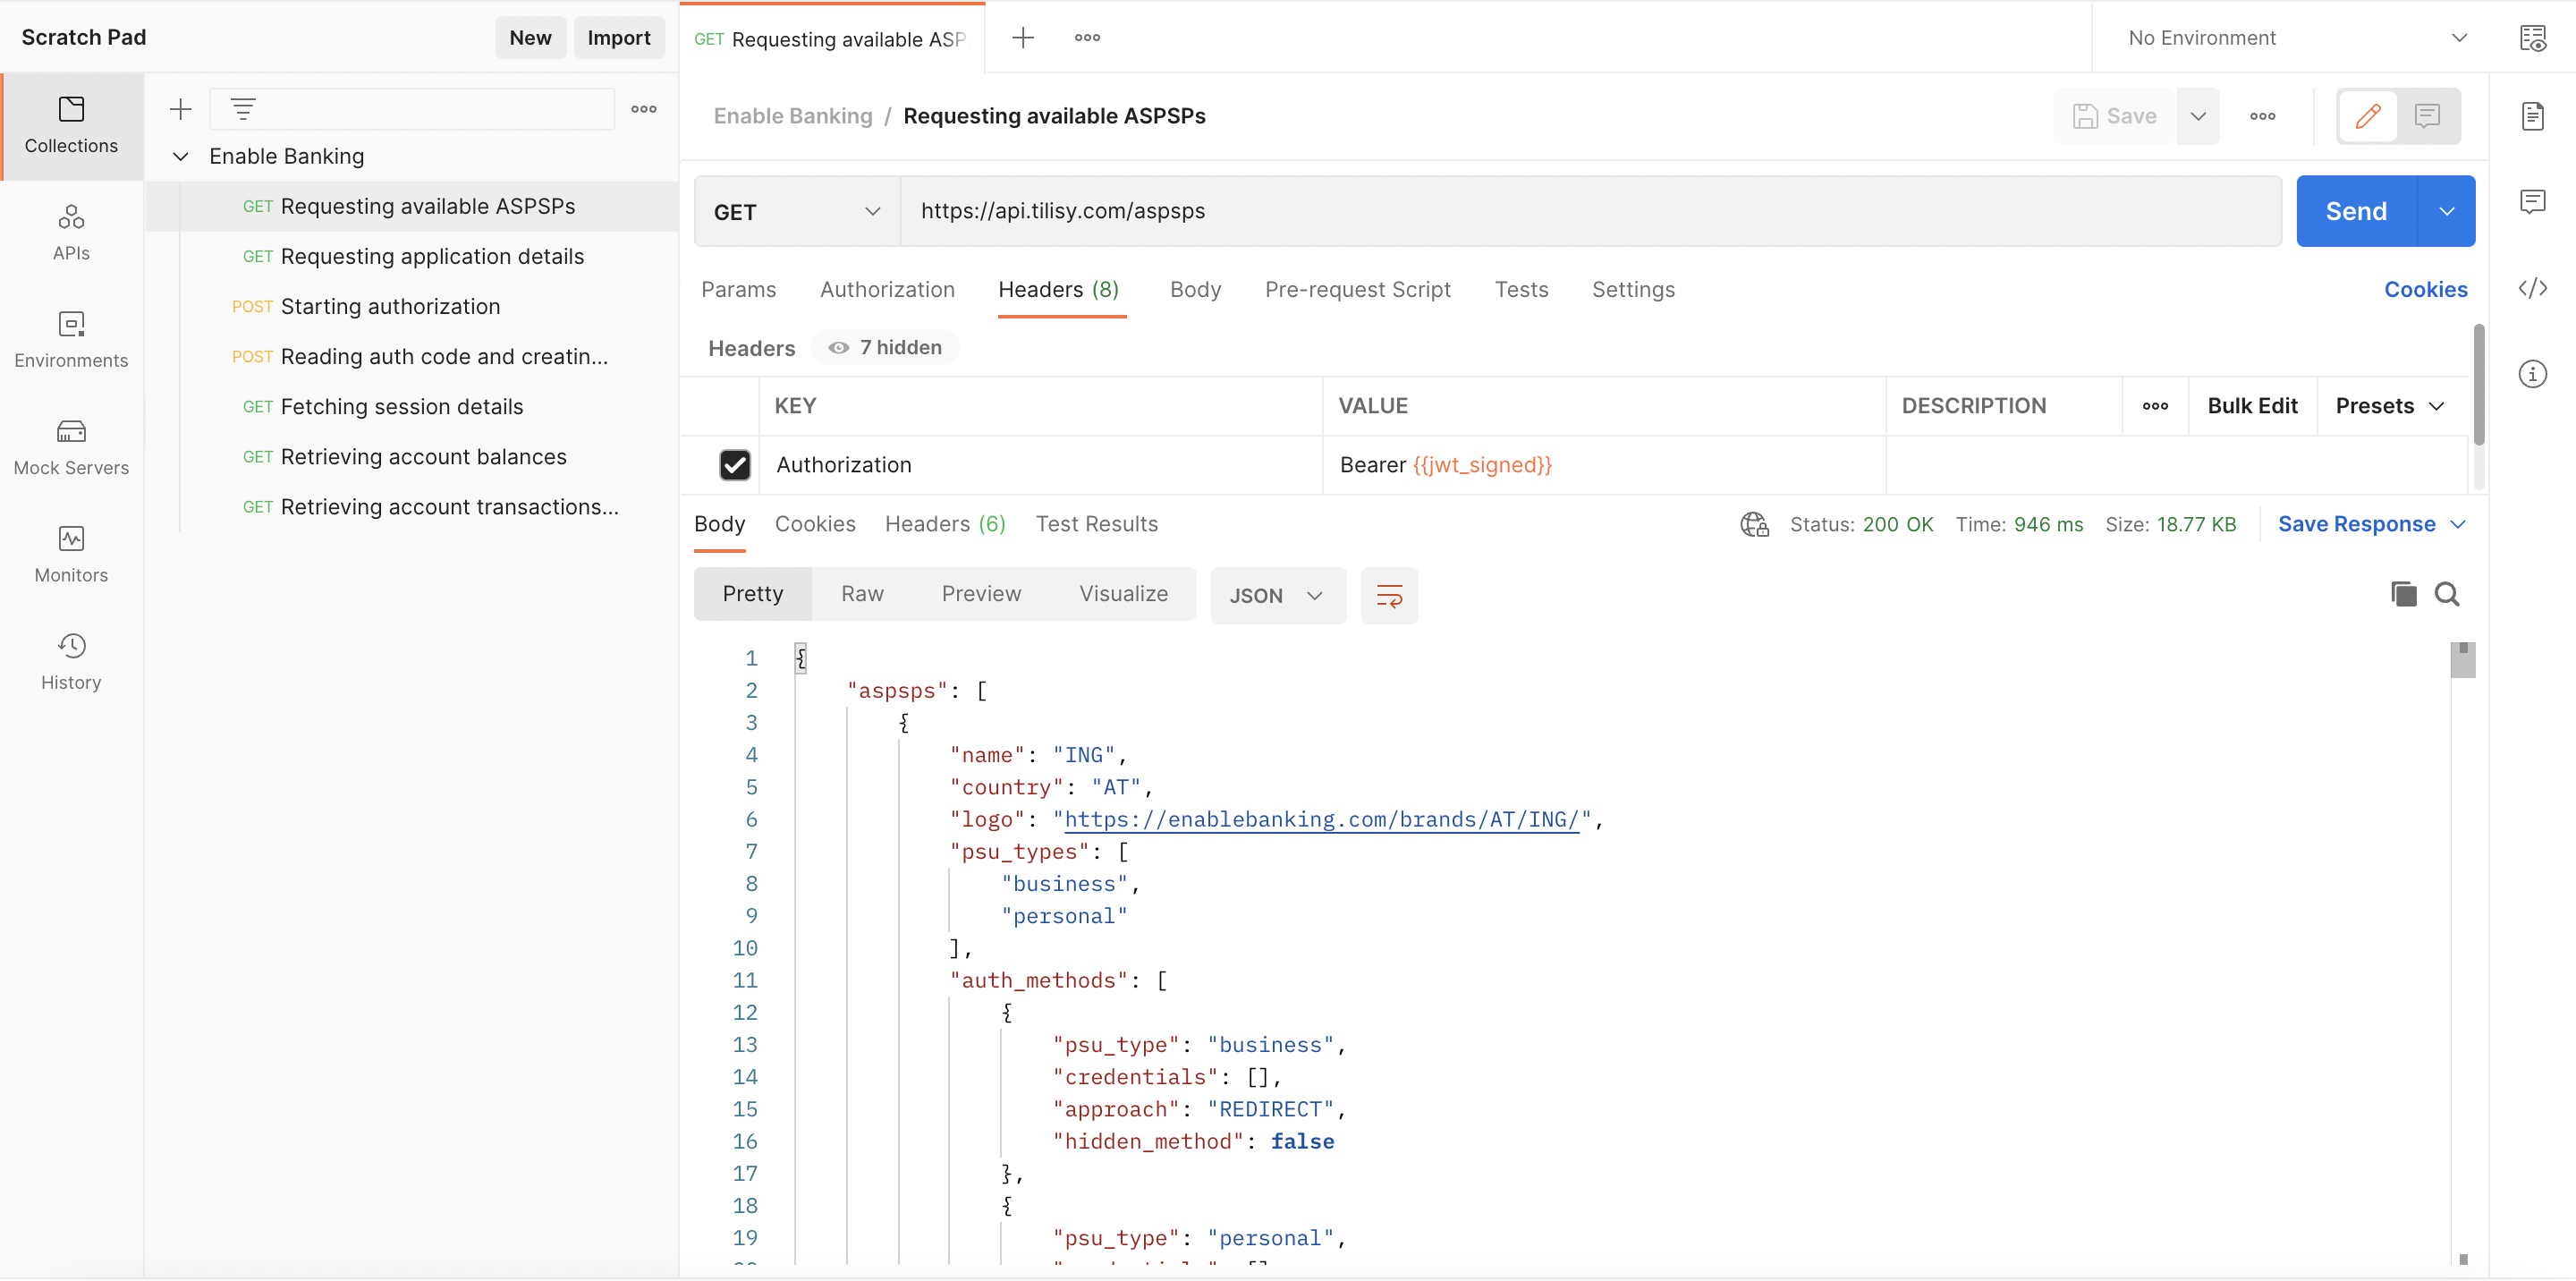 Scratch Pad
New
Import
GET Requesting available ASP
No Environment
Collections
APIs
Environments
Mock Servers
Monitors
History
Enable Banking
GET Requesting available ASPSPs
GET Requesting application details
POST Starting authorization
POST Reading auth code and creatin...
GET Fetching session details
GET Retrieving account balances
GET Retrieving account transactions...
Enable Banking / Requesting available ASPSPs
Save
GET
https://api.tilisy.com/aspsps
Send
Params Authorization Headers (8) Body Pre-request Script Tests Settings
Cookies
Headers 7 hidden
KEY VALUE DESCRIPTION Bulk Edit Presets
Authorization Bearer {{jwt_signed}}
Body Cookies Headers (6) Test Results
Status: 200 OK Time: 946 ms Size: 18.77 KB Save Response
Pretty Raw Preview Visualize JSON
1 {
2 "aspsps": [
3 {
4 "name": "ING",
5 "country": "AT",
6 "logo": "https://enablebanking.com/brands/AT/ING/",
7 "psu_types": [
8 "business",
9 "personal"
10 ],
11 "auth_methods": [
12 {
13 "psu_type": "business",
14 "credentials": [],
15 "approach": "REDIRECT",
16 "hidden_method": false
17 },
18 {
19 "psu_type": "personal",